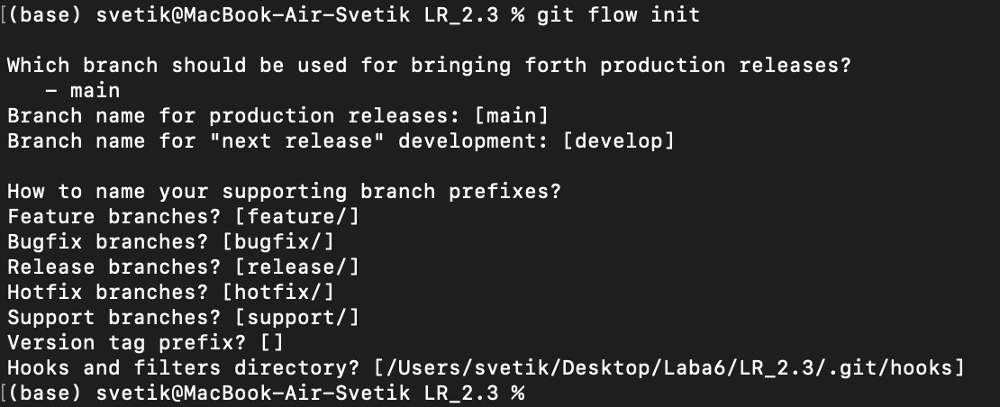 [(base) svetik@MacBook-Air-Svetik LR_2.3 % git flow init
Which branch should be used for bringing forth production releases?
   - main
Branch name for production releases: [main]
Branch name for "next release" development: [develop]
How to name your supporting branch prefixes?
Feature branches? [feature/]
Bugfix branches? [bugfix/]
Release branches? [release/]
Hotfix branches? [hotfix/]
Support branches? [support/]
Version tag prefix? []
Hooks and filters directory? [/Users/svetik/Desktop/Laba6/LR_2.3/.git/hooks]
[(base) svetik@MacBook-Air-Svetik LR_2.3 %